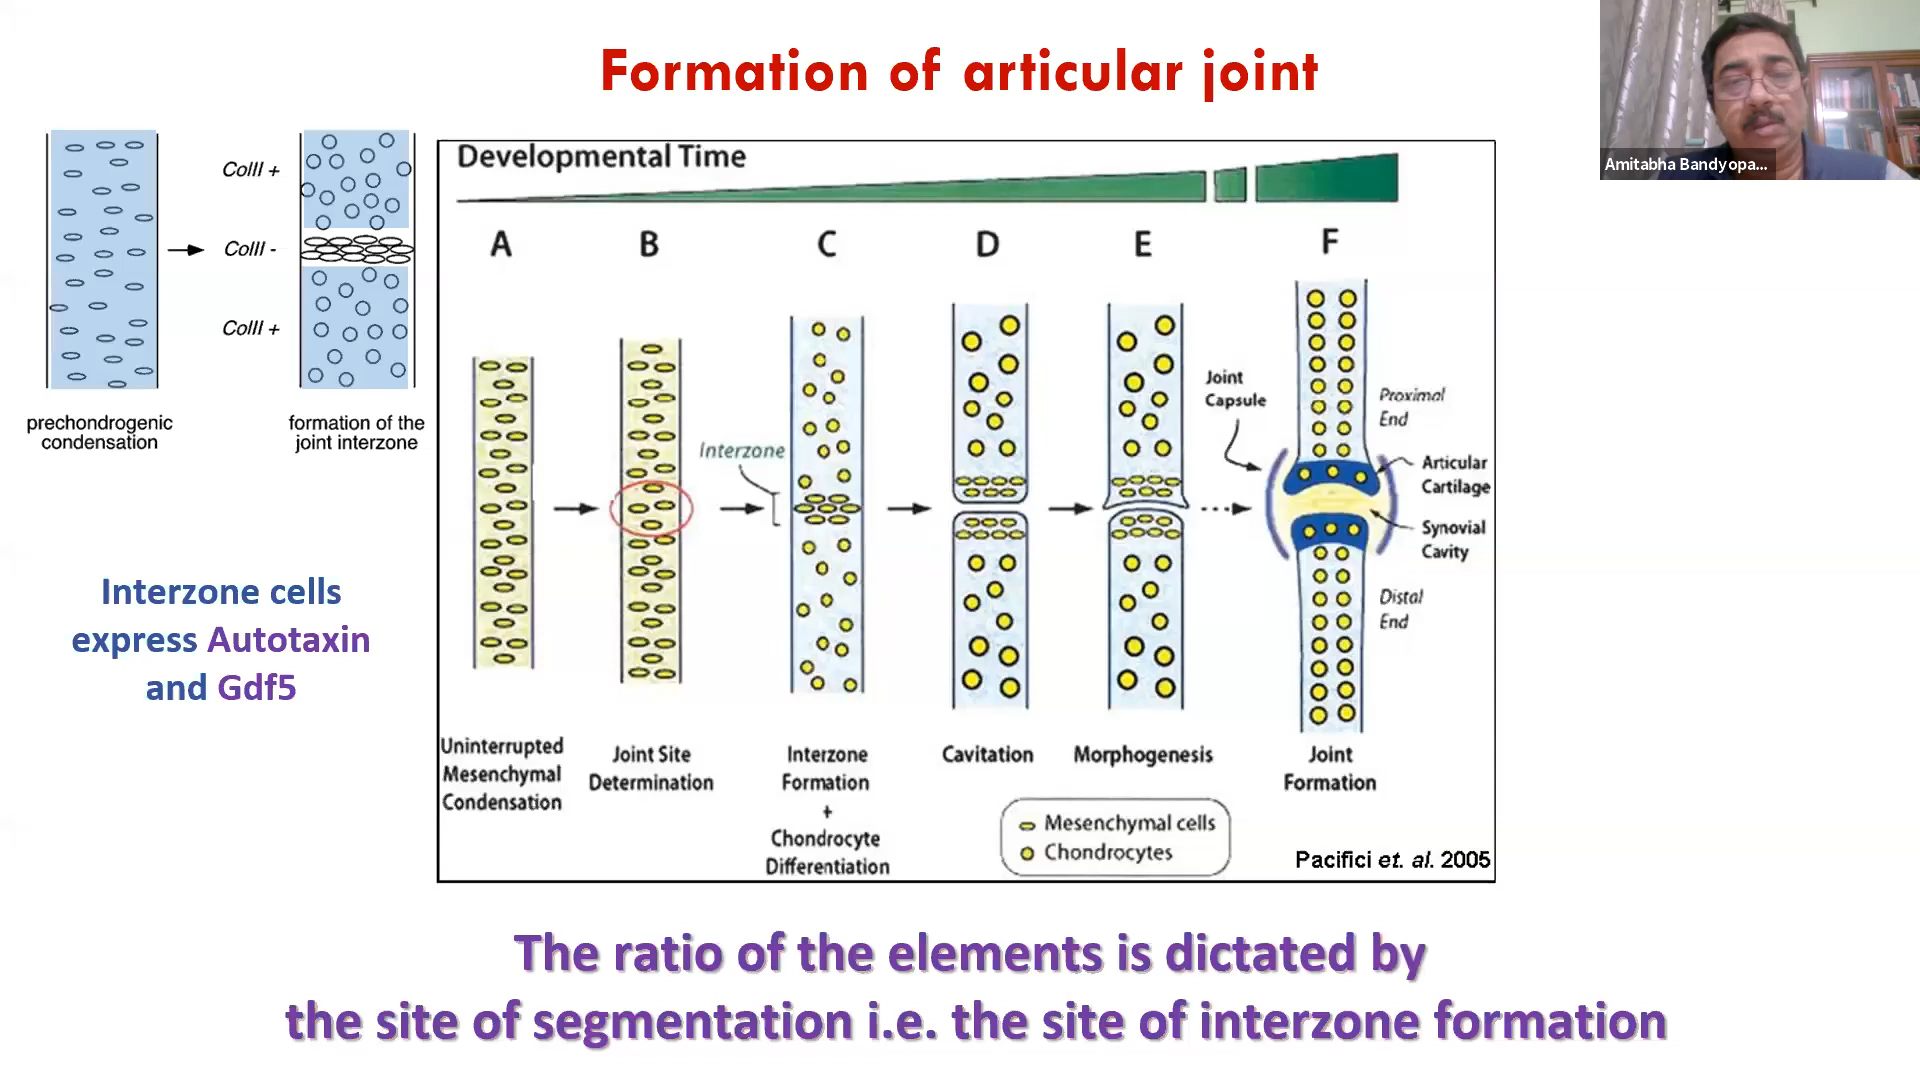 Formation of articular joint
Amitabha Bandyopa...
ColII +
ColII -
ColII +
prechondrogenic
condensation
formation of the
joint interzone
Interzone cells
express Autotaxin
and Gdf5
Developmental Time
A B C D E F
Interzone
Joint
Capsule
Proximal
End
Articular
Cartilage
Synovial
Cavity
Distal
End
Uninterrupted
Mesenchymal
Condensation
Joint Site
Determination
Interzone
Formation
+
Chondrocyte
Differentiation
Cavitation
Morphogenesis
Joint
Formation
Mesenchymal cells
Chondrocytes
Pacifici et. al. 2005
The ratio of the elements is dictated by
the site of segmentation i.e. the site of interzone formation